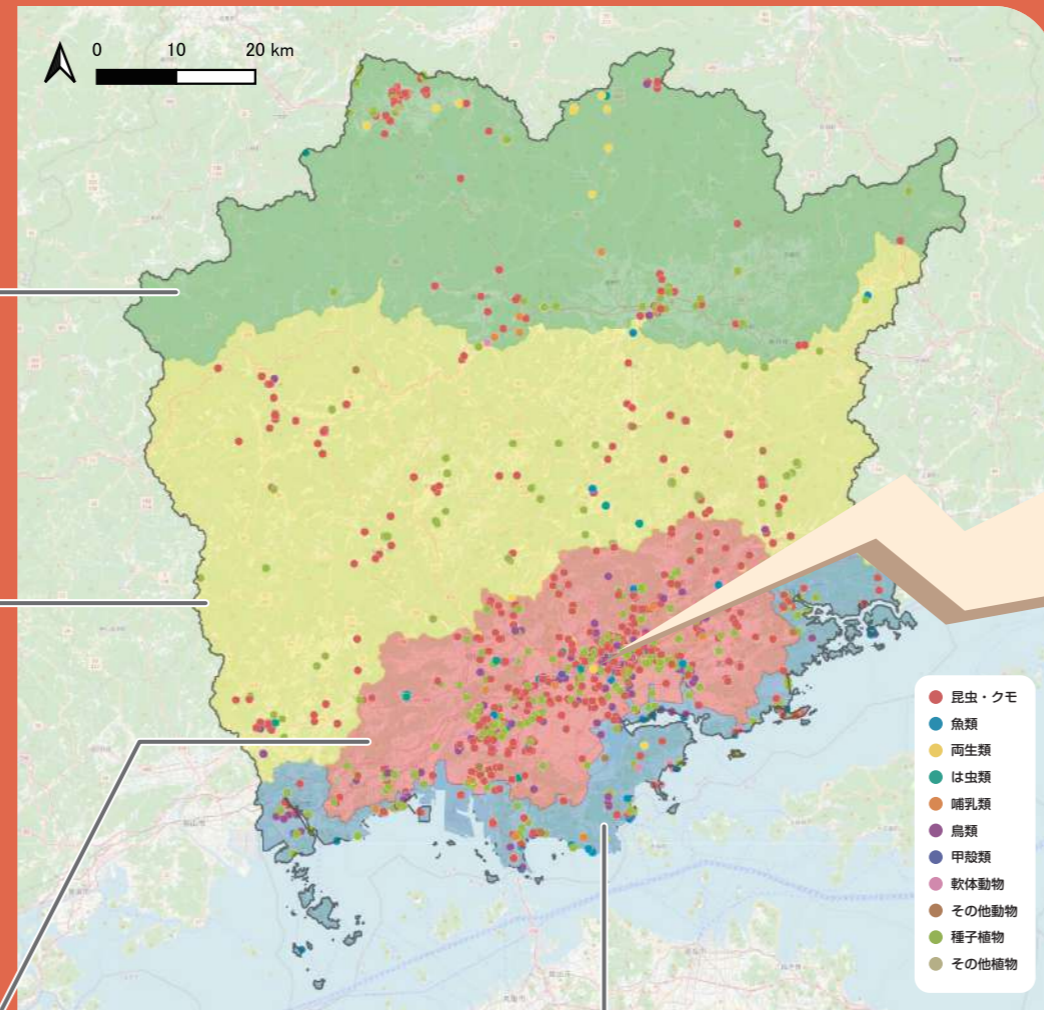 0 10 20 km
昆虫・クモ
魚類
両生類
は虫類
哺乳類
鳥類
甲殻類
軟体動物
その他動物
種子植物
その他植物